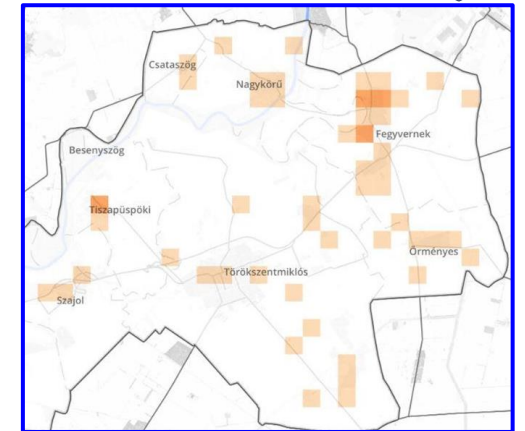 Csataszög
Nagykörű
Fegyvernek
Besenyszög
Tiszapüspöki
Örményes
Törökszentmiklós
Szajol